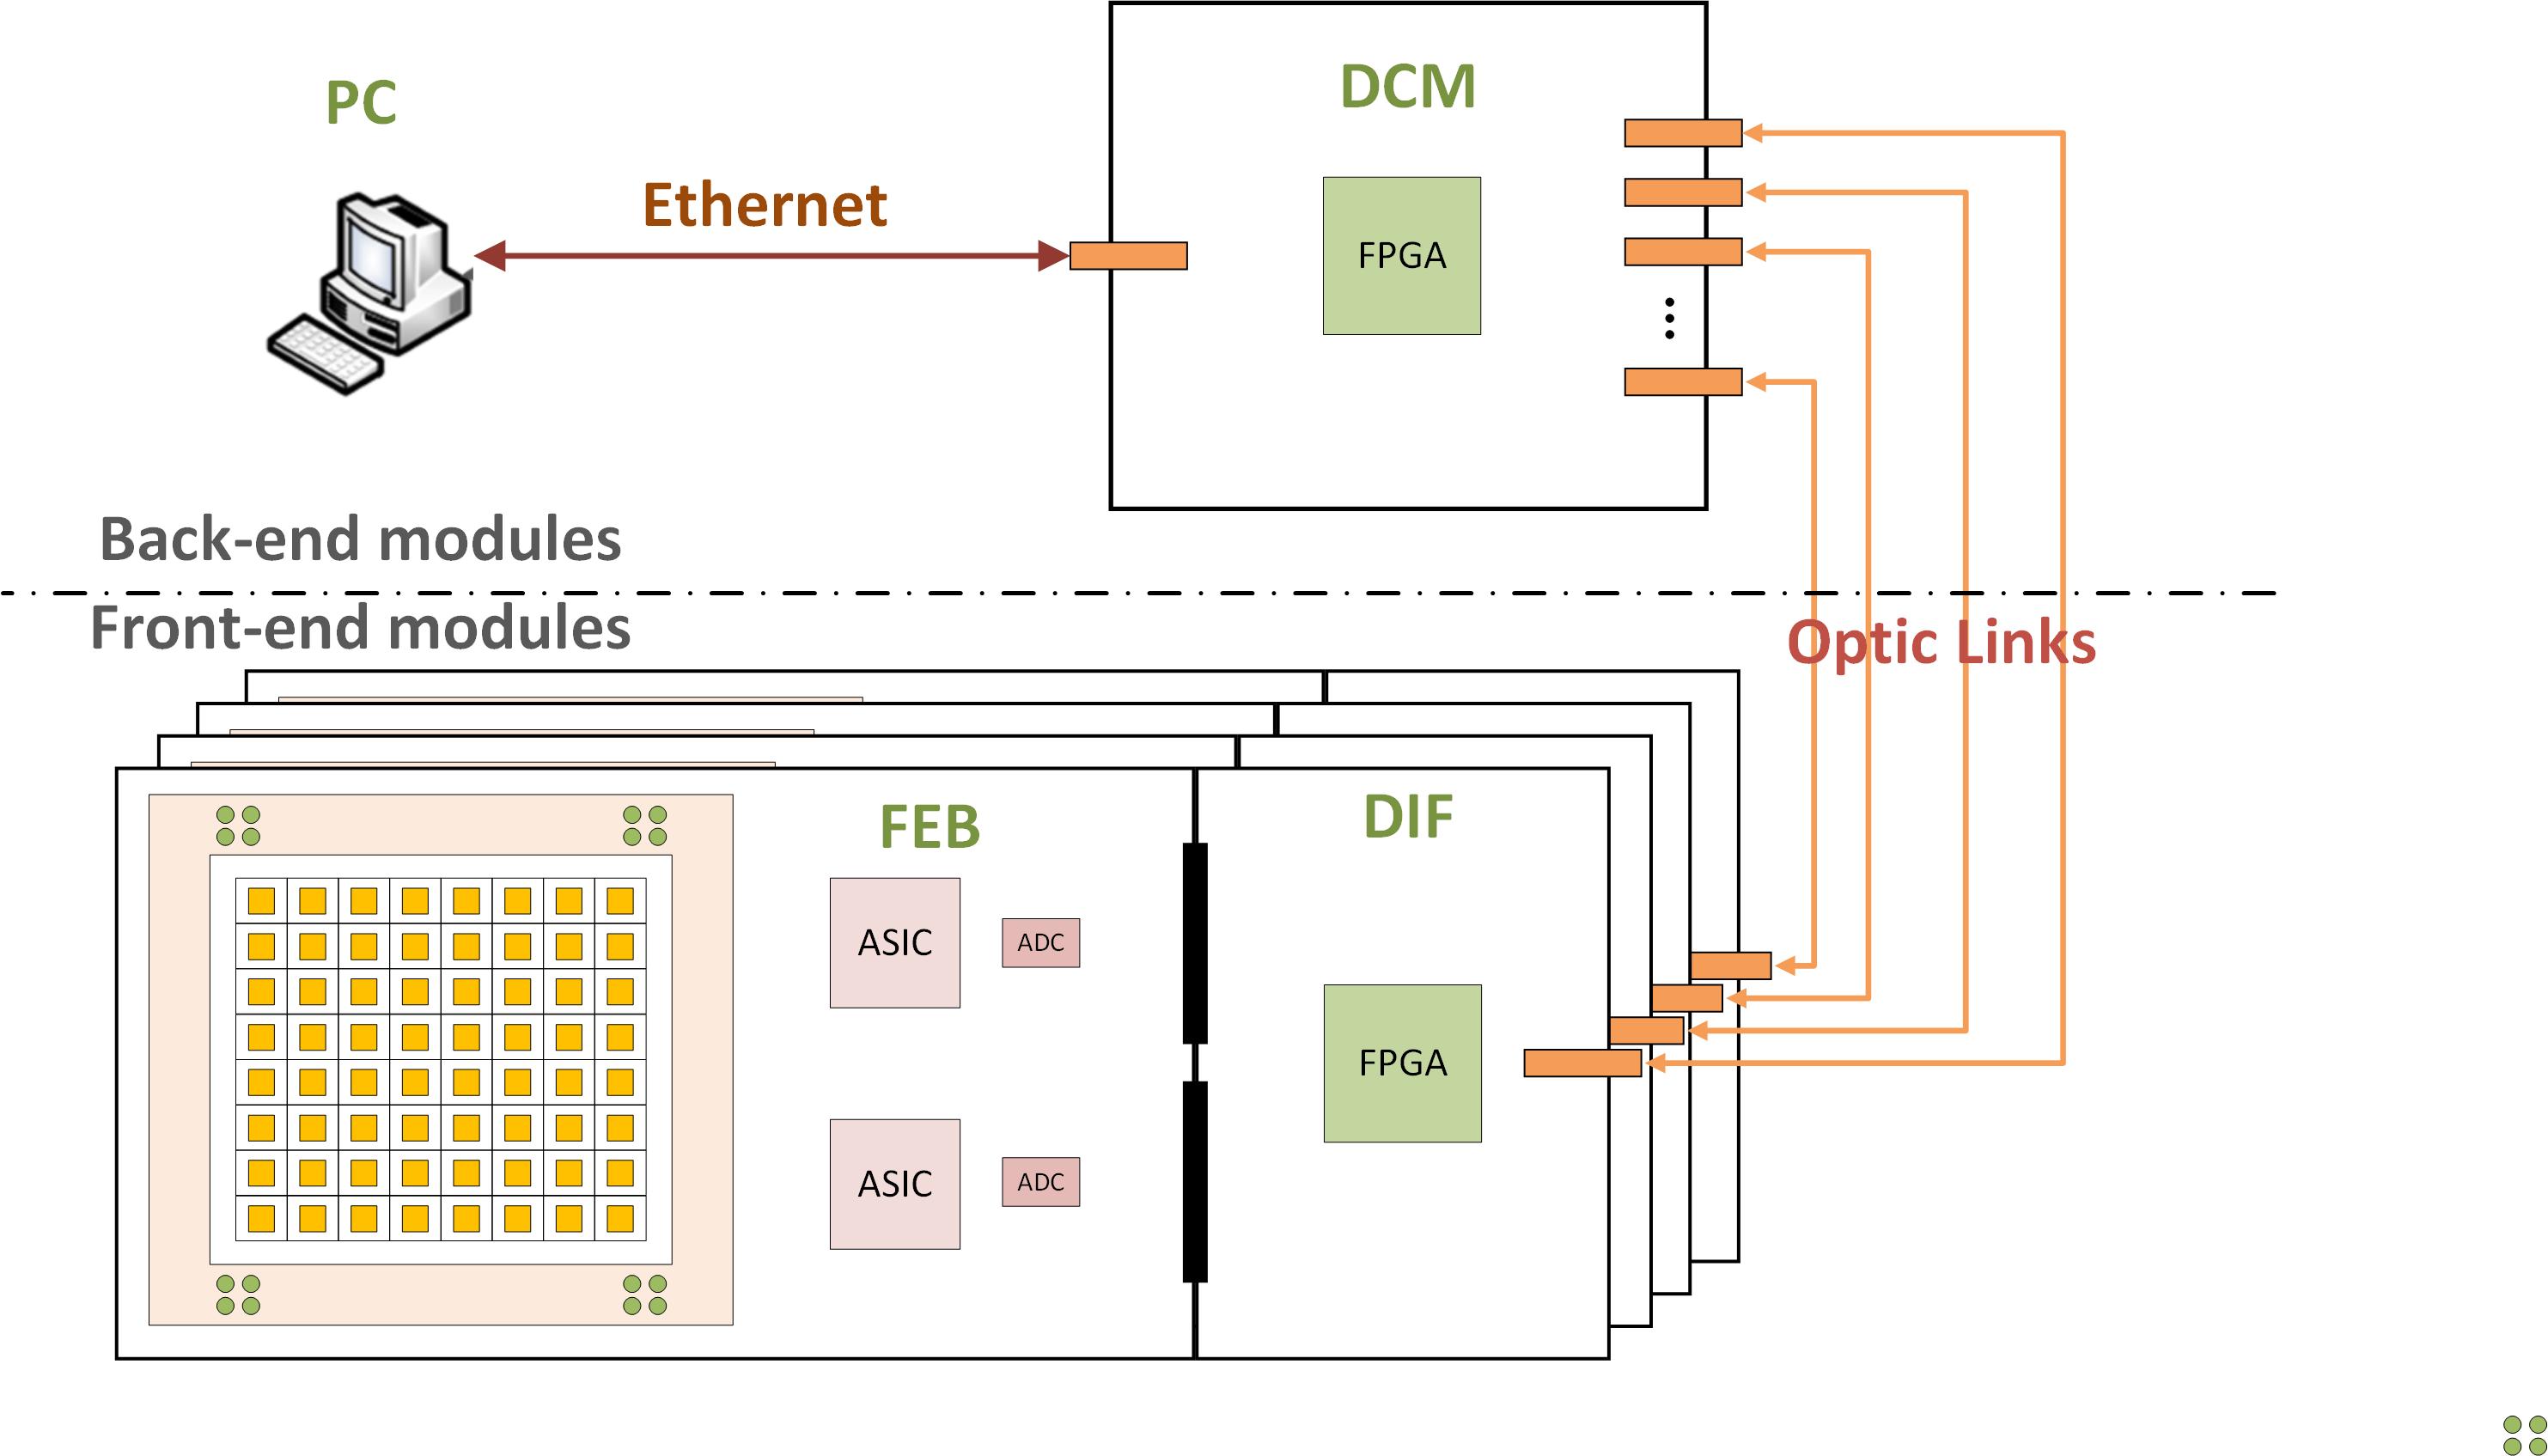 PC
DCM
Ethernet
FPGA
Back-end modules
Front-end modules
Optic Links
FEB
DIF
ASIC
ADC
FPGA
ASIC
ADC